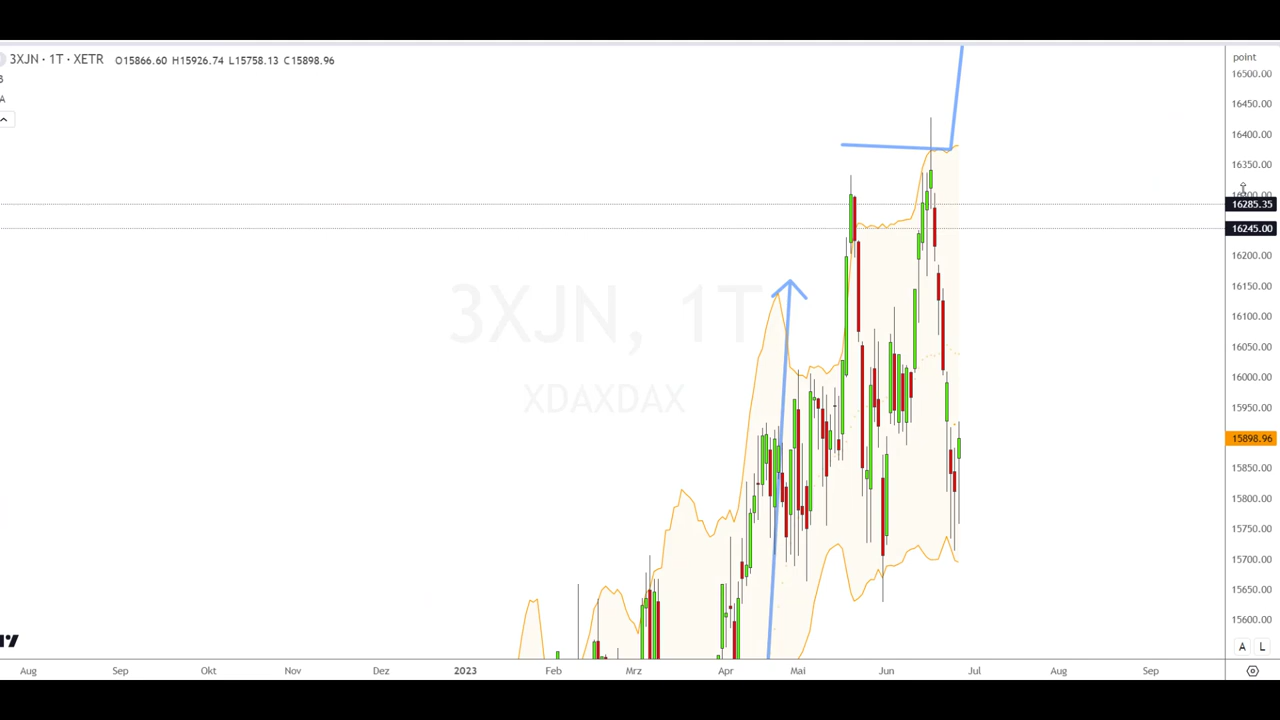 3XJN · 1T · XETR O15866.60 H15926.74 L15758.13 C15898.96
B
A
point
16500.00
16450.00
16400.00
16350.00
16300.00
16285.35
16245.00
16200.00
16150.00
16100.00
16050.00
16000.00
15950.00
15898.96
15850.00
15800.00
15750.00
15700.00
15650.00
15600.00
3XJN, 1T
XDAXDAX
A L
Aug Sep Okt Nov Dez 2023 Feb Mrz Apr Mai Jun Jul Aug Sep